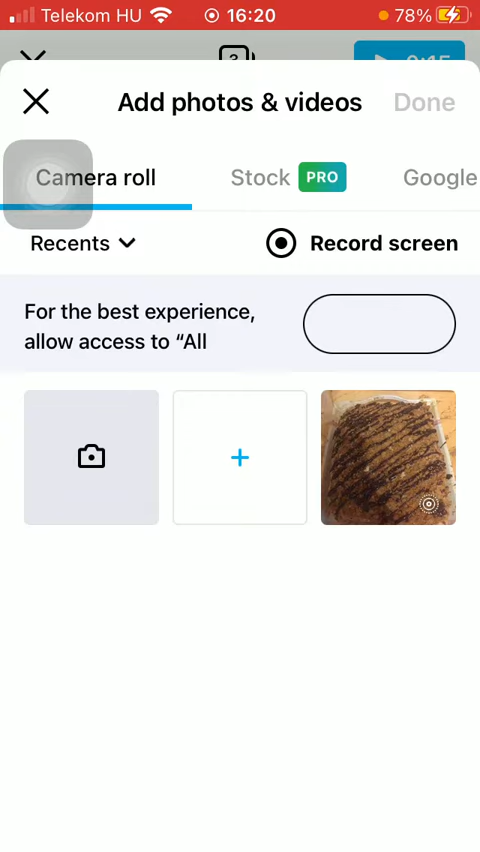 Telekom HU 16:20 78%
Add photos & videos Done
Camera roll Stock PRO Google
Recents Record screen
For the best experience,
allow access to “All